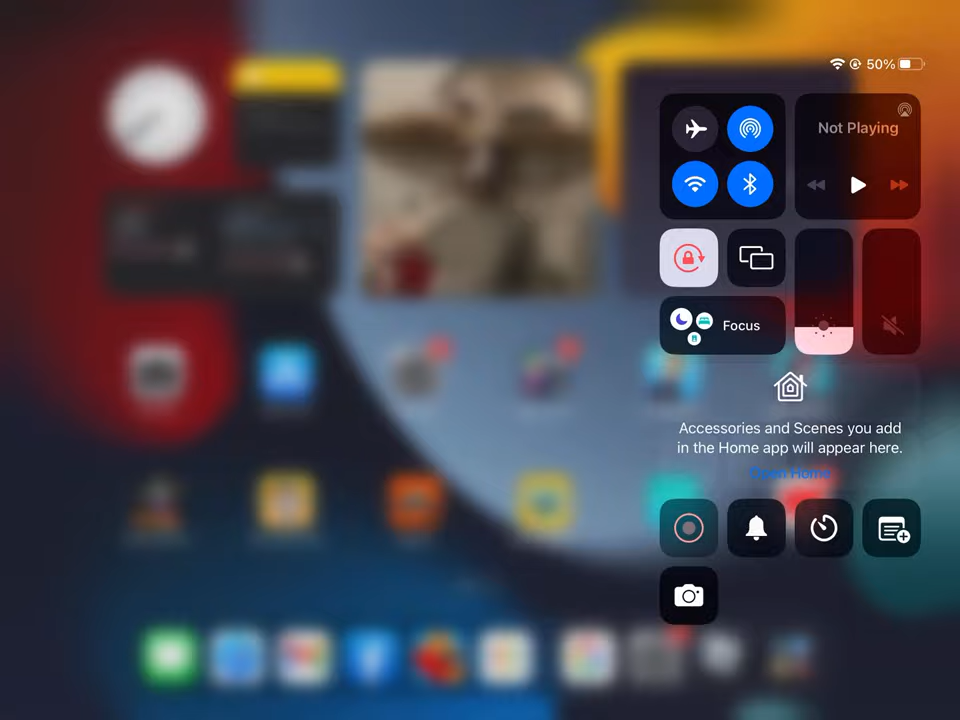 50%
Not Playing
Focus
Accessories and Scenes you add
in the Home app will appear here.
Open Home